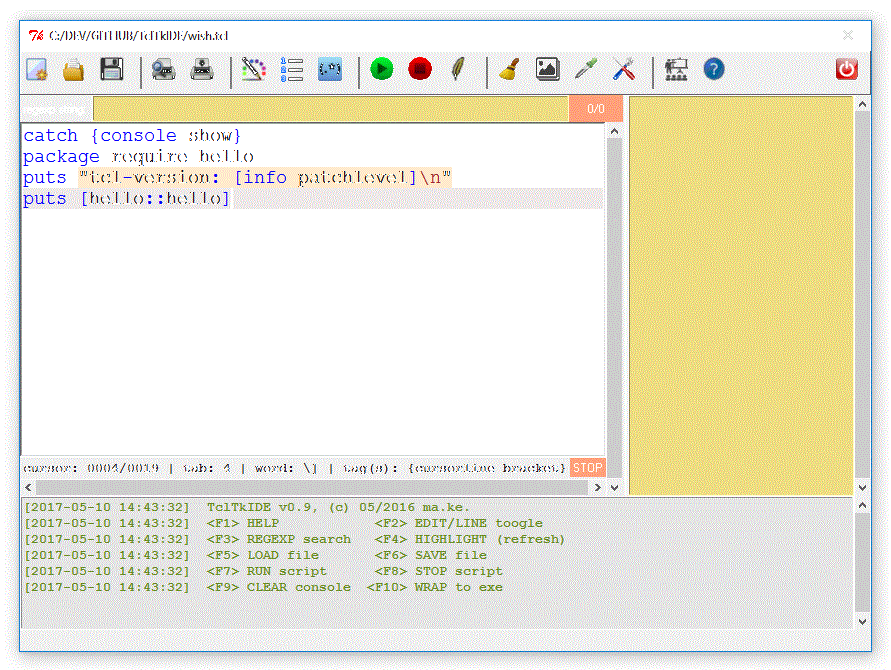 C:/DEV/GITHUB/TclTkIDE/wish.tcl
0/0
catch {console show}
package require hello
puts "tcl-version: [info patchlevel]\n"
puts [hello::hello]
cursor: 0004/0019 | tab: 4 | word: \] | tag(s): {cursorline bracket} STOP
[2017-05-10 14:43:32] TclTkIDE v0.9, (c) 05/2016 ma.ke.
[2017-05-10 14:43:32] <F1> HELP <F2> EDIT/LINE toogle
[2017-05-10 14:43:32] <F3> REGEXP search <F4> HIGHLIGHT (refresh)
[2017-05-10 14:43:32] <F5> LOAD file <F6> SAVE file
[2017-05-10 14:43:32] <F7> RUN script <F8> STOP script
[2017-05-10 14:43:32] <F9> CLEAR console <F10> WRAP to exe